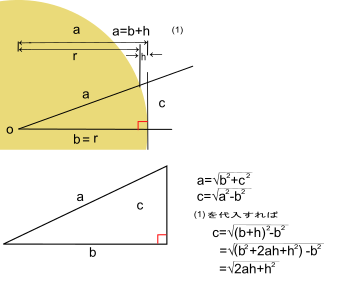 a
a=b+h (1)
r
h
a
c
o
b = r
a
c
b
a=√b²+c²
c=√a²-b²
(1) を代入すれば
c=√(b+h)²-b²
=√(b²+2ah+h²) -b²
=√2ah+h²